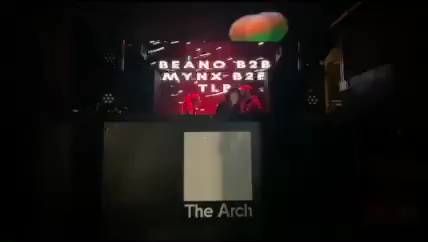 BEANO B2B
MYNX B2B
TLP
The Arch